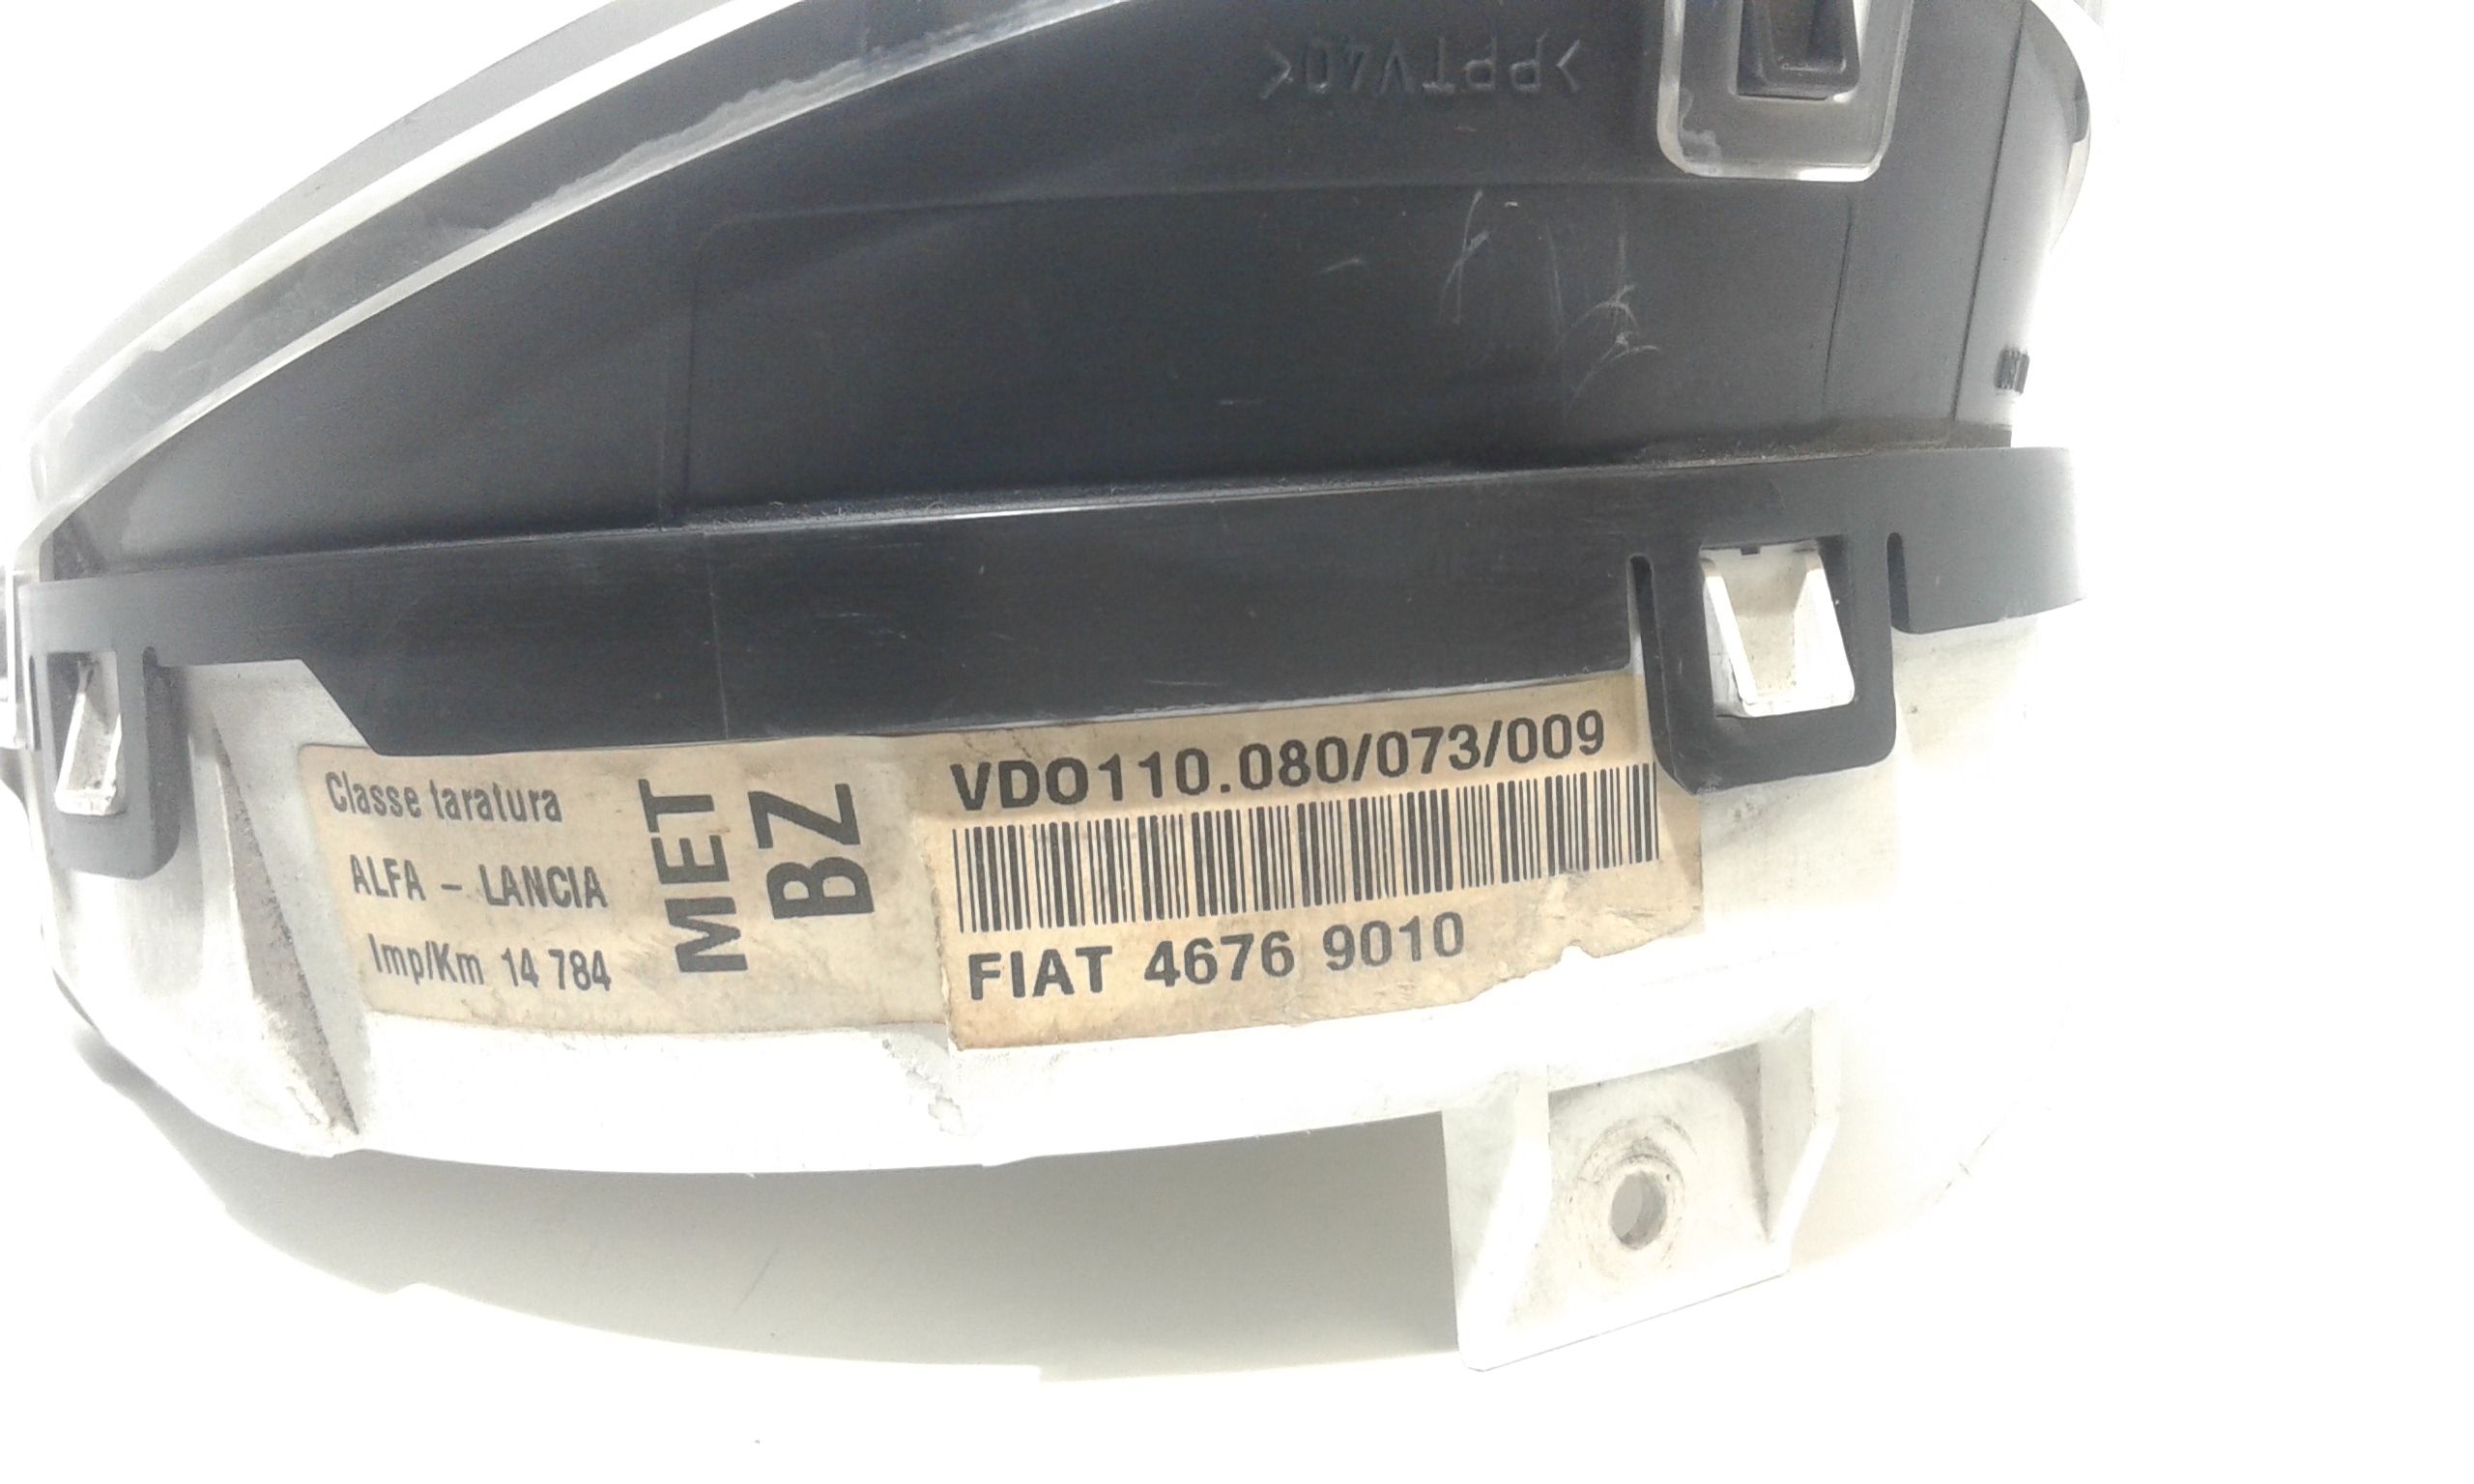 >PPTV40<
Classe taratura
ALFA - LANCIA
Imp/Km 14 784
MET
BZ
VDO110.080/073/009
FIAT 4676 9010